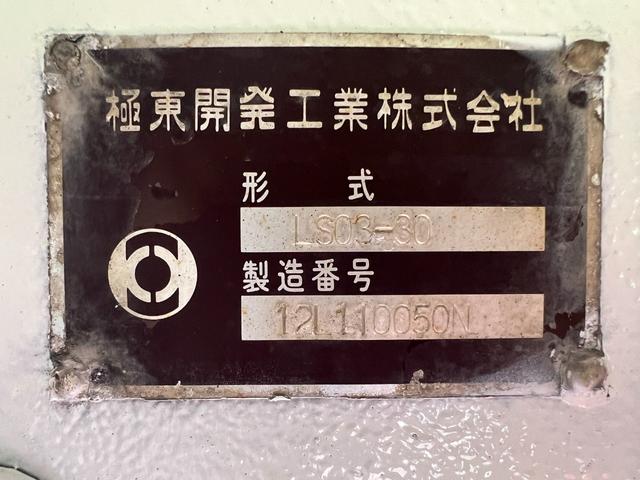 極東開発工業株式会社
形式
LS03-30
製造番号
12L110050N